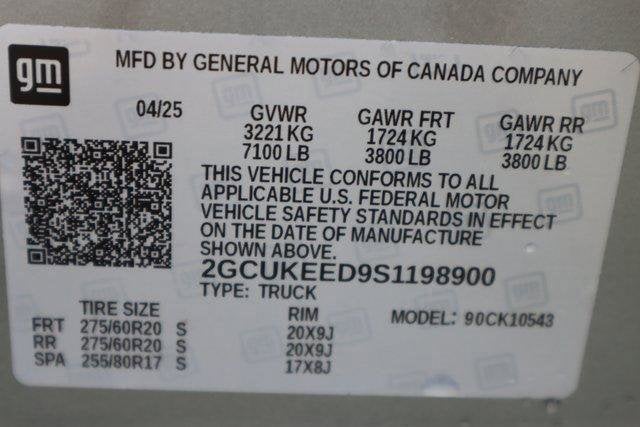 gm
MFD BY GENERAL MOTORS OF CANADA COMPANY
04/25 GVWR GAWR FRT GAWR RR
3221 KG 1724 KG 1724 KG
7100 LB 3800 LB 3800 LB
THIS VEHICLE CONFORMS TO ALL
APPLICABLE U.S. FEDERAL MOTOR
VEHICLE SAFETY STANDARDS IN EFFECT
ON THE DATE OF MANUFACTURE
SHOWN ABOVE.
2GCUKEED9S1198900
TYPE: TRUCK
TIRE SIZE RIM MODEL: 90CK10543
FRT 275/60R20 S 20X9J
RR 275/60R20 S 20X9J
SPA 255/80R17 S 17X8J